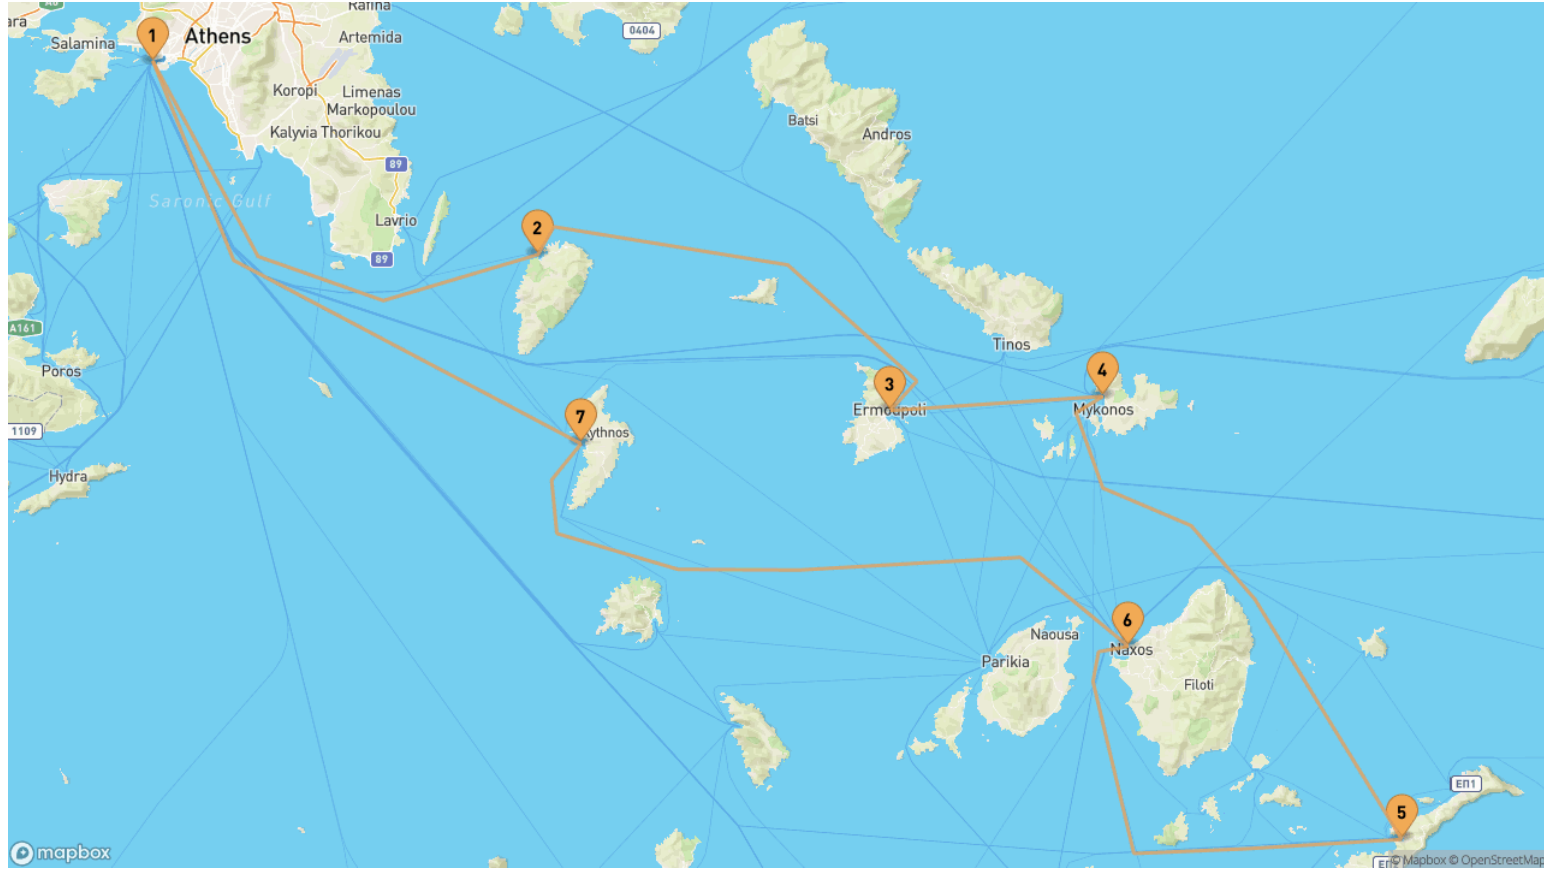 A8
Rafina
ara
1
Athens
0404
Salamina
Artemida
Koropi
Limenas
Markopoulou
Batsi
Kalyvia Thorikou
Andros
89
Saronic Gulf
Lavrio
2
89
A161
Tinos
Poros
4
3
Ermoupoli
Mykonos
7
ythnos
1109
Hydra
6
Naousa
Naxos
Parikia
Filoti
ΕΠ1
5
mapbox
© Mapbox © OpenStreetMap